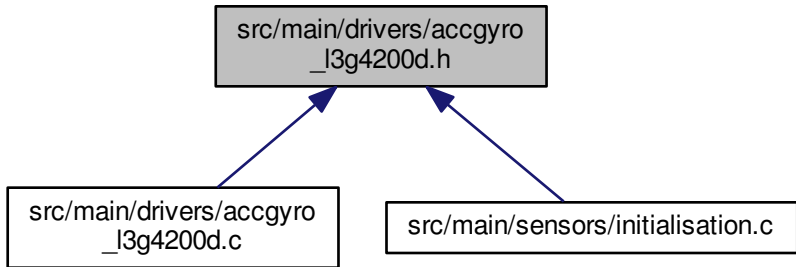 src/main/drivers/accgyro
_l3g4200d.h
src/main/drivers/accgyro
_l3g4200d.c
src/main/sensors/initialisation.c